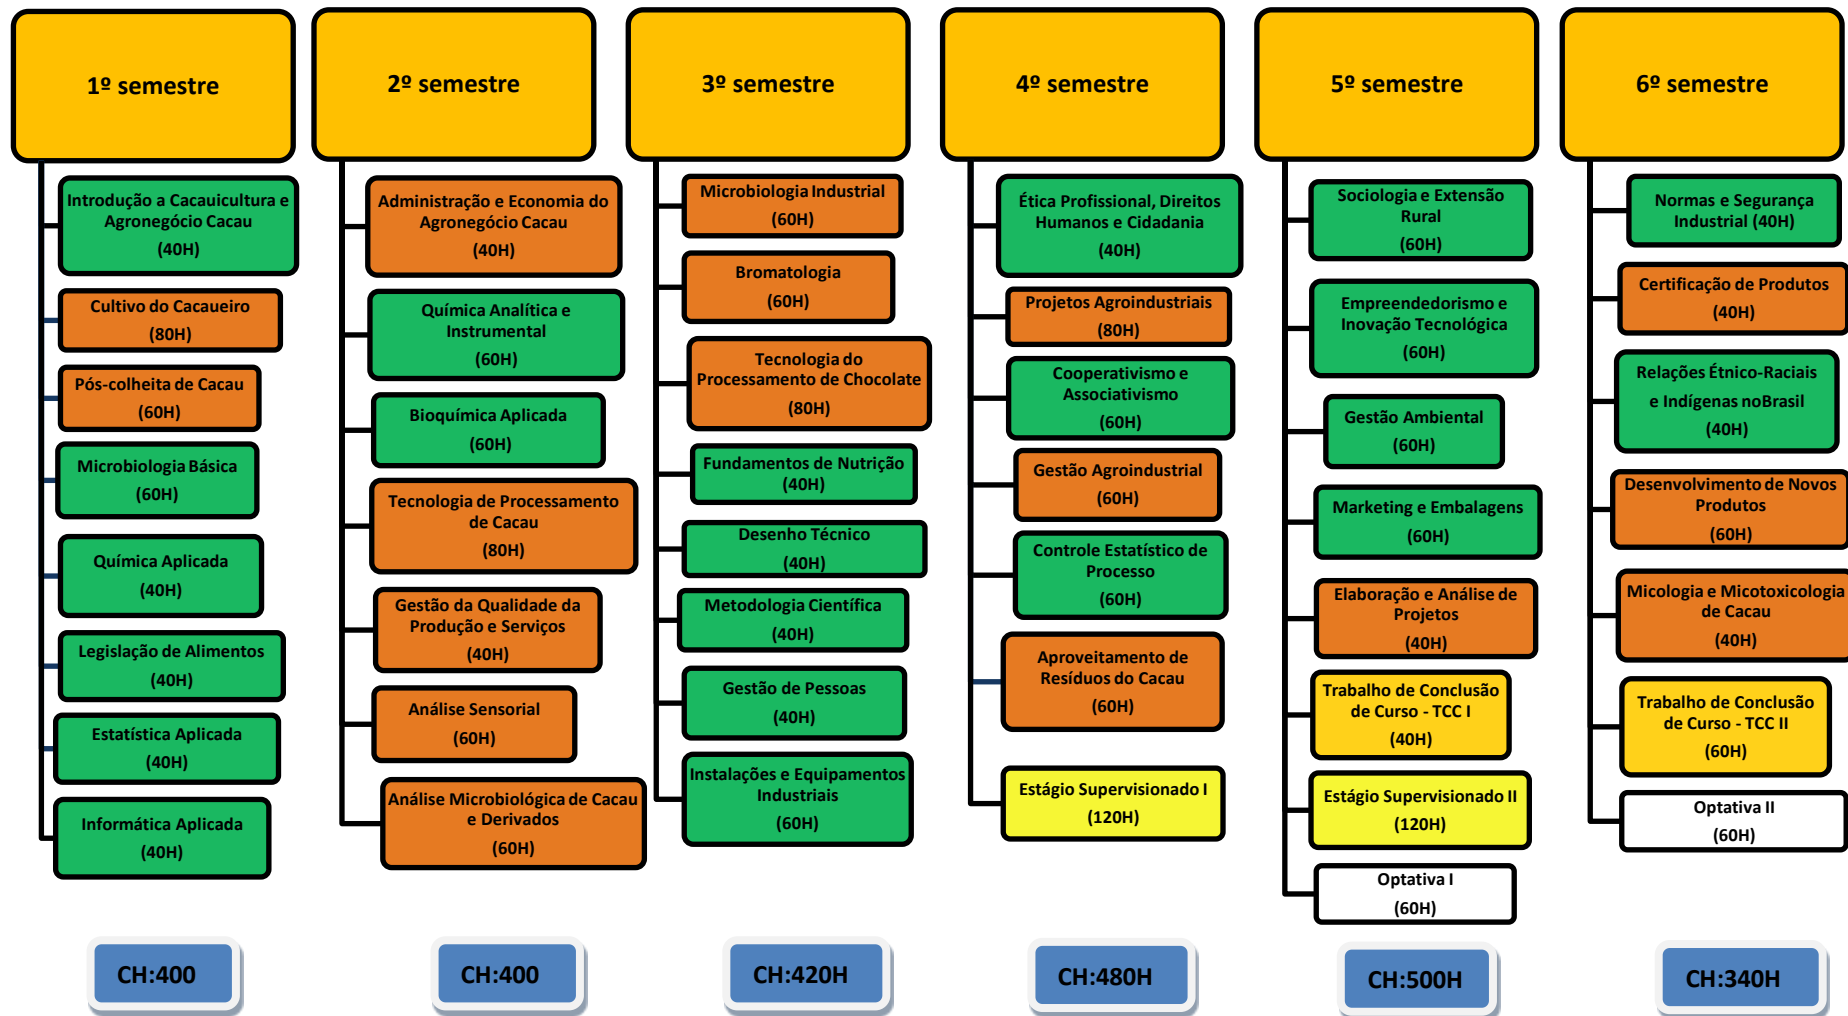 1º semestre
Introdução a Cacauicultura e
Agronegócio Cacau
(40H)
Cultivo do Cacaueiro
(80H)
Pós-colheita de Cacau
(60H)
Microbiologia Básica
(60H)
Química Aplicada
(40H)
Legislação de Alimentos
(40H)
Estatística Aplicada
(40H)
Informática Aplicada
(40H)
CH:400
2º semestre
Administração e Economia do
Agronegócio Cacau
(40H)
Química Analítica e
Instrumental
(60H)
Bioquímica Aplicada
(60H)
Tecnologia de Processamento
de Cacau
(80H)
Gestão da Qualidade da
Produção e Serviços
(40H)
Análise Sensorial
(60H)
Análise Microbiológica de Cacau
e Derivados
(60H)
CH:400
3º semestre
Microbiologia Industrial
(60H)
Bromatologia
(60H)
Tecnologia do
Processamento de Chocolate
(80H)
Fundamentos de Nutrição
(40H)
Desenho Técnico
(40H)
Metodologia Científica
(40H)
Gestão de Pessoas
(40H)
Instalações e Equipamentos
Industriais
(60H)
CH:420H
4º semestre
Ética Profissional, Direitos
Humanos e Cidadania
(40H)
Projetos Agroindustriais
(80H)
Cooperativismo e
Associativismo
(60H)
Gestão Agroindustrial
(60H)
Controle Estatístico de
Processo
(60H)
Aproveitamento de
Resíduos do Cacau
(60H)
Estágio Supervisionado I
(120H)
CH:480H
5º semestre
Sociologia e Extensão
Rural
(60H)
Empreendedorismo e
Inovação Tecnológica
(60H)
Gestão Ambiental
(60H)
Marketing e Embalagens
(60H)
Elaboração e Análise de
Projetos
(40H)
Trabalho de Conclusão
de Curso - TCC I
(40H)
Estágio Supervisionado II
(120H)
Optativa I
(60H)
CH:500H
6º semestre
Normas e Segurança
Industrial (40H)
Certificação de Produtos
(40H)
Relações Étnico-Raciais
e Indígenas noBrasil
(40H)
Desenvolvimento de Novos
Produtos
(60H)
Micologia e Micotoxicologia
de Cacau
(40H)
Trabalho de Conclusão
de Curso - TCC II
(60H)
Optativa II
(60H)
CH:340H